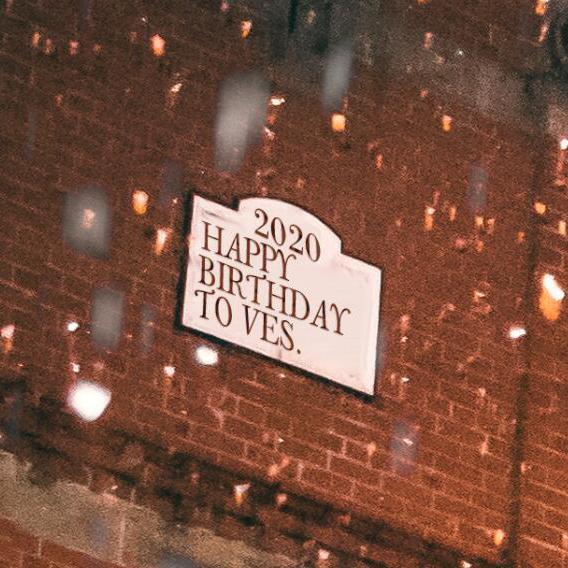 2020
HAPPY
BIRTHDAY
TO VES.